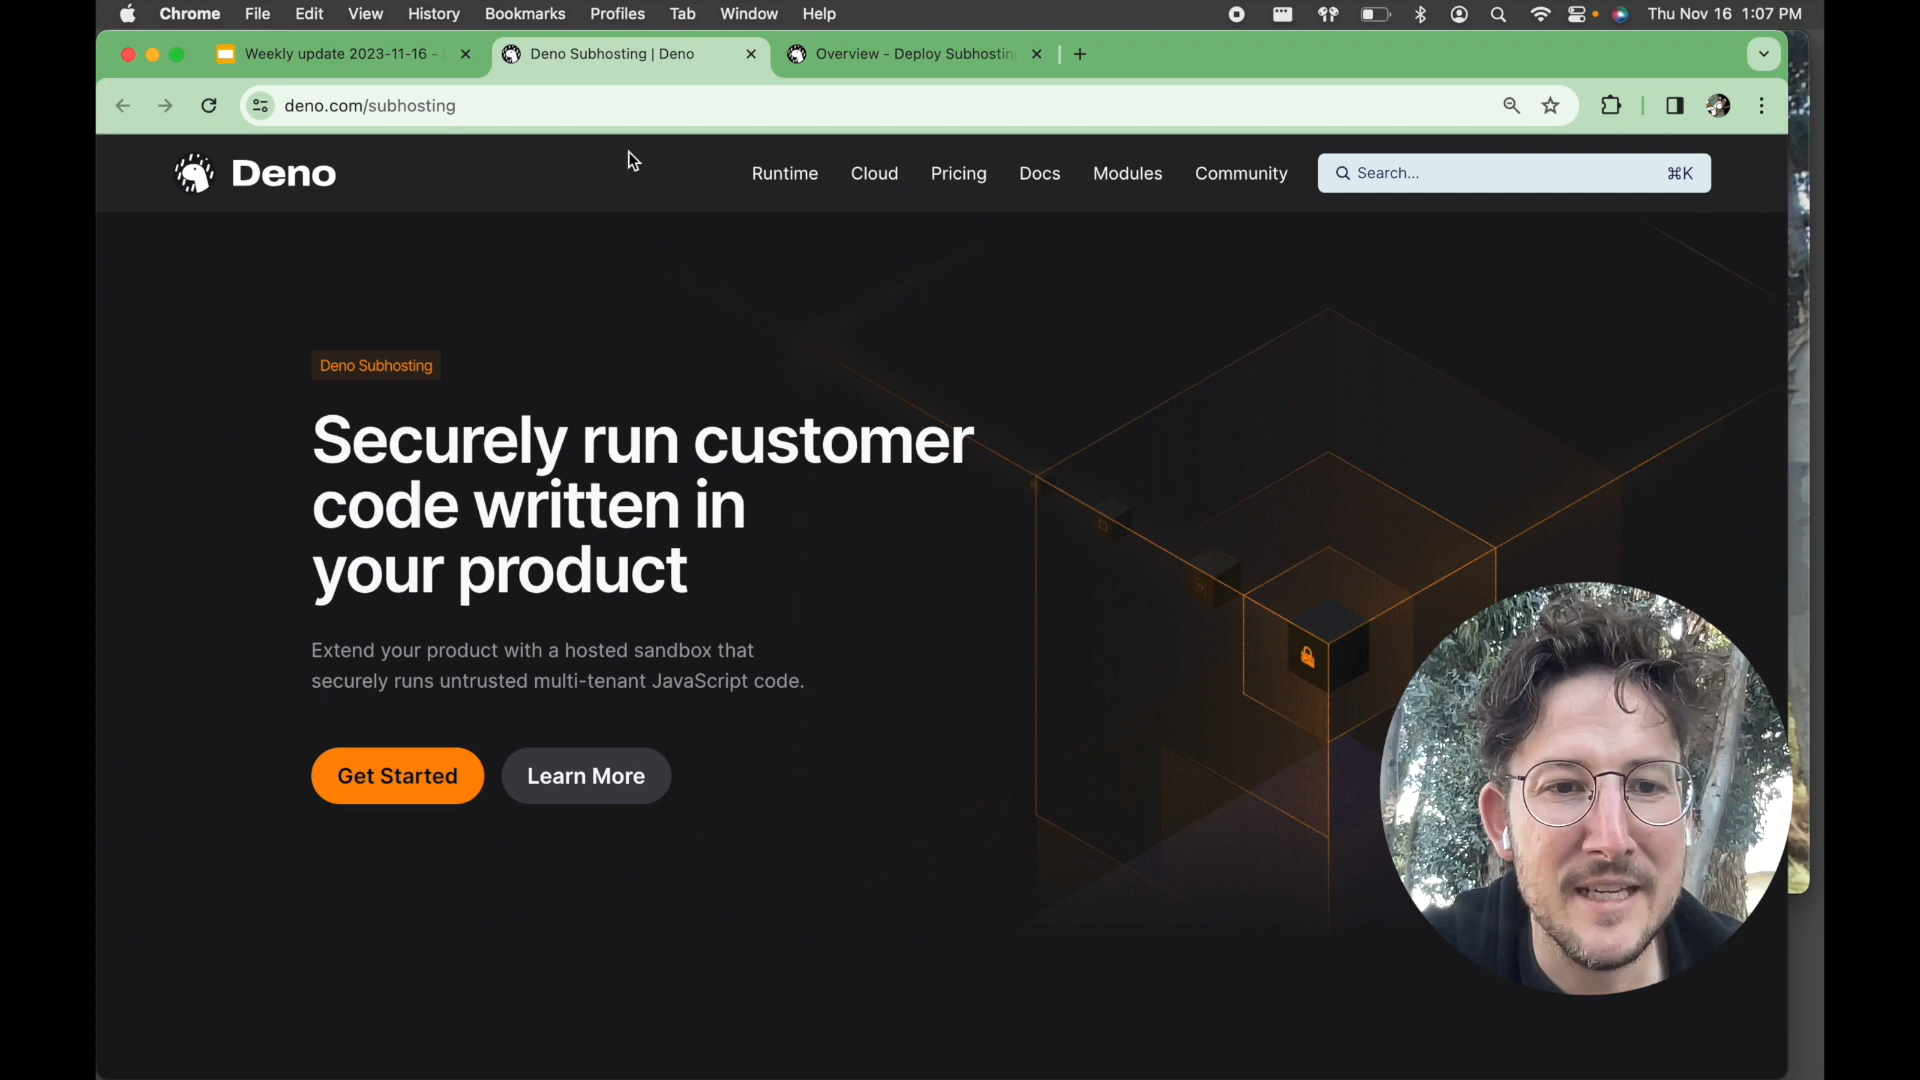 Chrome File Edit View History Bookmarks Profiles Tab Window Help Thu Nov 16 1:07 PM
Weekly update 2023-11-16 - Deno Subhosting | Deno Overview - Deploy Subhosting
deno.com/subhosting
Deno Runtime Cloud Pricing Docs Modules Community Search... ⌘K
Deno Subhosting
Securely run customer
code written in
your product
Extend your product with a hosted sandbox that
securely runs untrusted multi-tenant JavaScript code.
Get Started Learn More